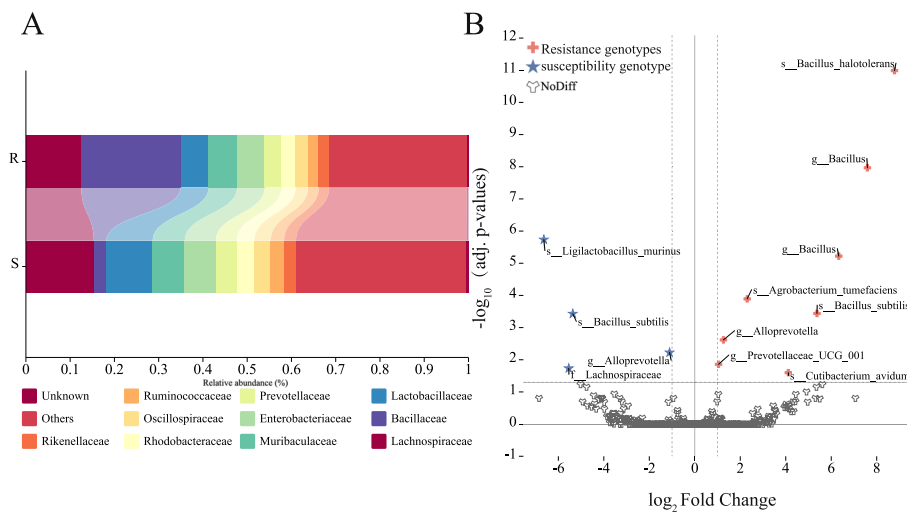 A
R
S
0 0.1 0.2 0.3 0.4 0.5 0.6 0.7 0.8 0.9 1
Relative abundance (%)
Unknown
Ruminococcaceae
Prevotellaceae
Lactobacillaceae
Others
Oscillospiraceae
Enterobacteriaceae
Bacillaceae
Rikenellaceae
Rhodobacteraceae
Muribaculaceae
Lachnospiraceae
B
12
11
10
9
8
7
6
5
4
3
2
1
0
-1
-log10 (adj. p-values)
Resistance genotypes
susceptibility genotype
NoDiff
s__Bacillus_halotolerans
g__Bacillus
s__Ligilactobacillus_murinus
g__Bacillus
s__Agrobacterium_tumefaciens
s__Bacillus_subtilis
s__Bacillus_subtilis
g__Alloprevotella
g__Alloprevotella
g__Prevotellaceae_UCG_001
f__Lachnospiraceae
s__Cutibacterium_avidum
-6 -4 -2 0 2 4 6 8
log2 Fold Change